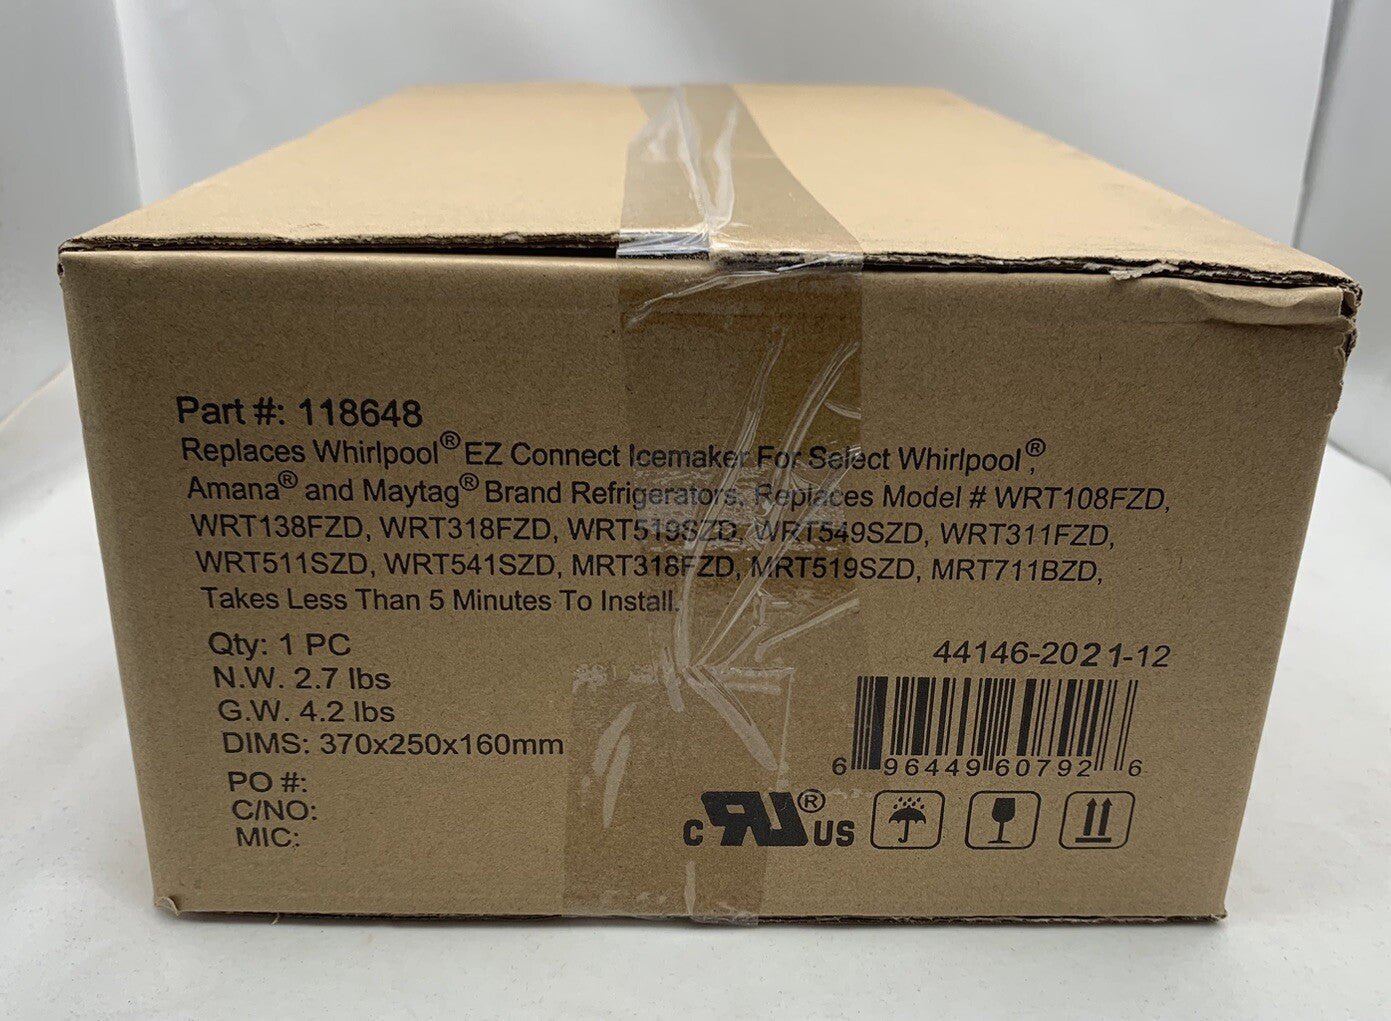 Part #: 118648
Replaces Whirlpool® EZ Connect Icemaker For Select Whirlpool®,
Amana® and Maytag® Brand Refrigerators. Replaces Model # WRT108FZD,
WRT138FZD, WRT318FZD, WRT519SZD, WRT549SZD, WRT311FZD,
WRT511SZD, WRT541SZD, MRT318FZD, MRT519SZD, MRT711BZD,
Takes Less Than 5 Minutes To Install.
Qty: 1 PC
N.W. 2.7 lbs
G.W. 4.2 lbs
DIMS: 370x250x160mm
PO #:
C/NO:
MIC:
44146-2021-12
6 96449 60792 6
C RU® US